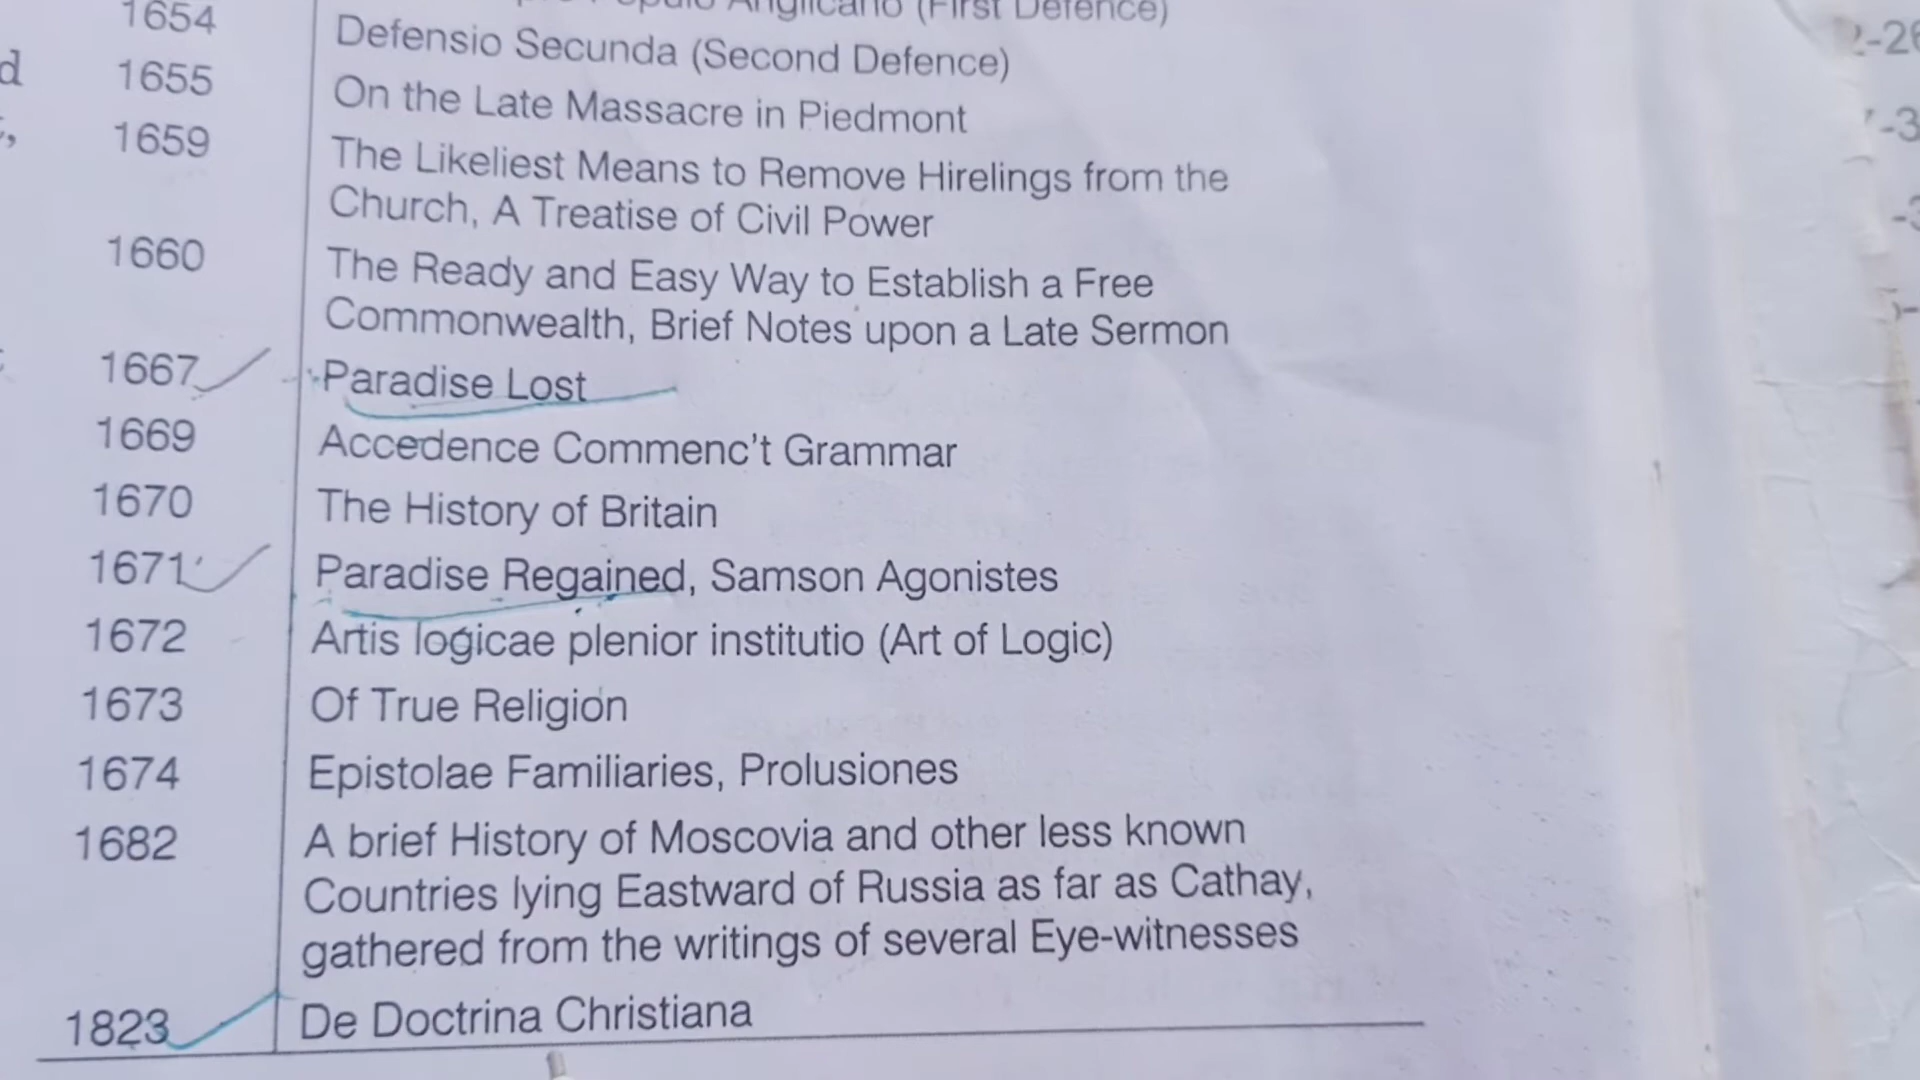 Anglicano (First Defence)
1654 Defensio Secunda (Second Defence)
1655 On the Late Massacre in Piedmont
1659 The Likeliest Means to Remove Hirelings from the
Church, A Treatise of Civil Power
1660 The Ready and Easy Way to Establish a Free
Commonwealth, Brief Notes upon a Late Sermon
1667 Paradise Lost
1669 Accedence Commenc't Grammar
1670 The History of Britain
1671 Paradise Regained, Samson Agonistes
1672 Artis logicae plenior institutio (Art of Logic)
1673 Of True Religion
1674 Epistolae Familiaries, Prolusiones
1682 A brief History of Moscovia and other less known
Countries lying Eastward of Russia as far as Cathay,
gathered from the writings of several Eye-witnesses
1823 De Doctrina Christiana